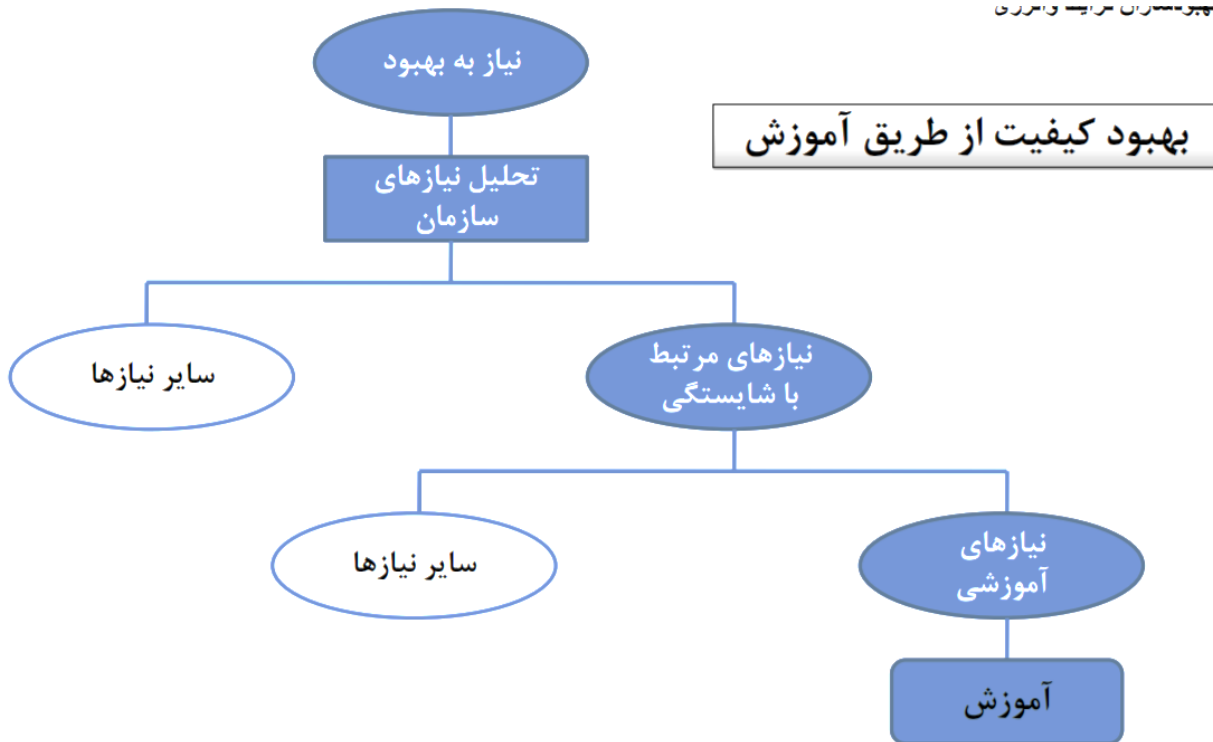 بهبود کیفیت از طریق آموزش
نیاز به بهبود
تحلیل نیازهای
سازمان
نیازهای مرتبط
با شایستگی
سایر نیازها
نیازهای
آموزشی
سایر نیازها
آموزش